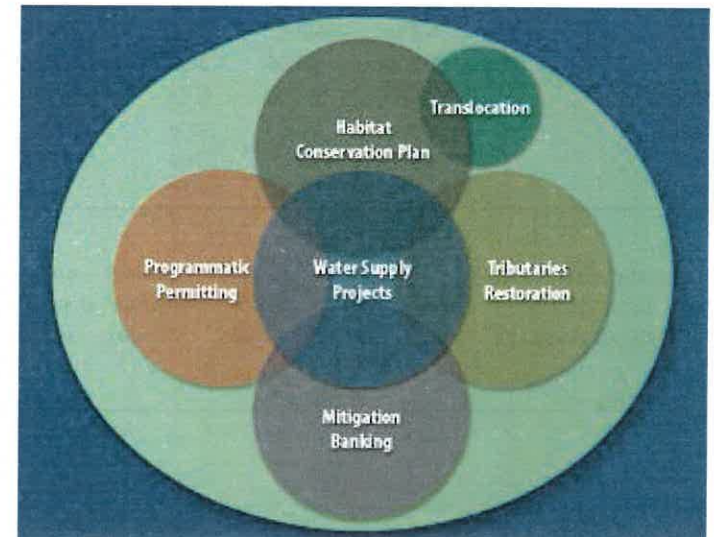 Translocation
Habitat
Conservation Plan
Programmatic
Permitting
Water Supply
Projects
Tributaries
Restoration
Mitigation
Banking